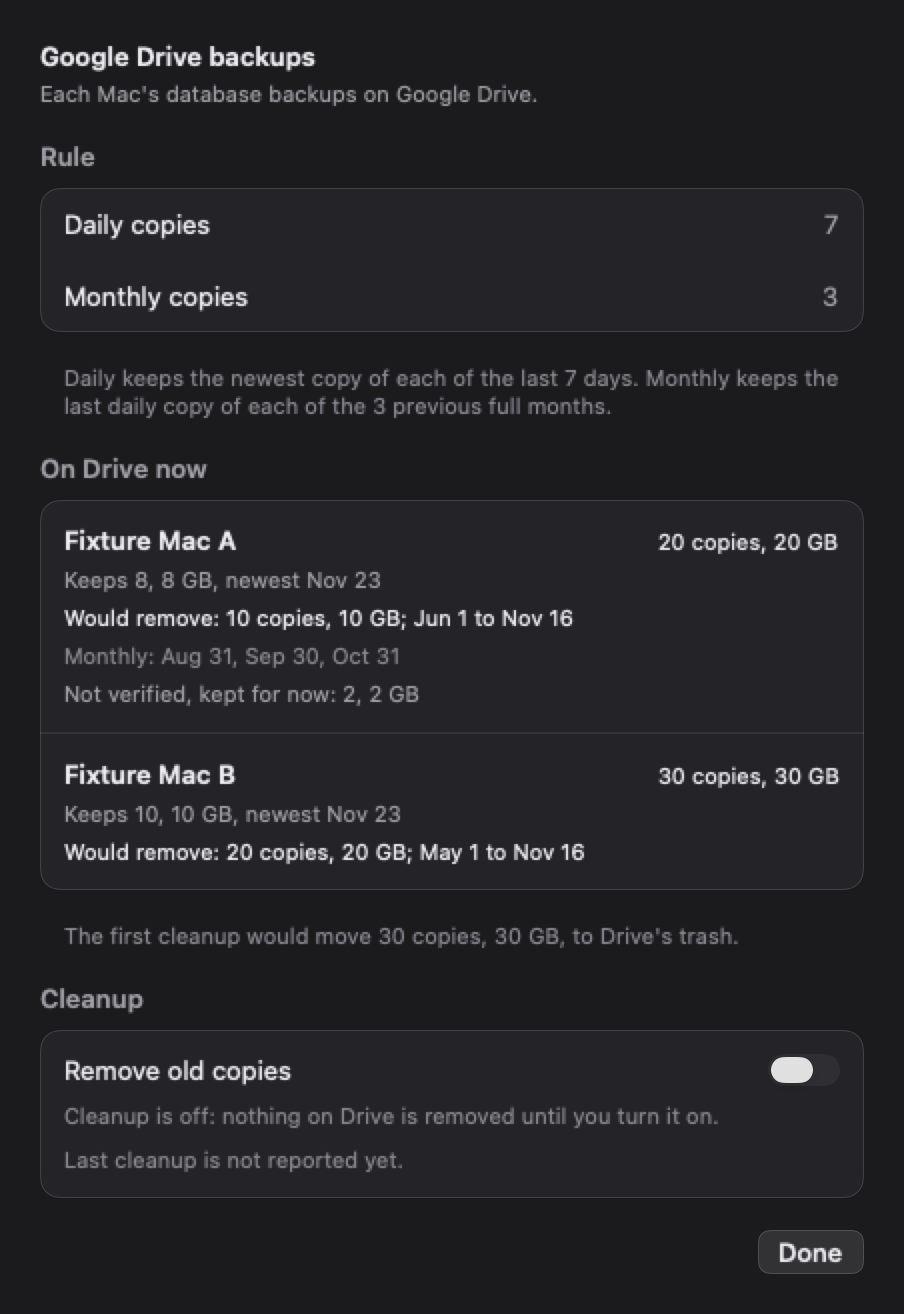 Google Drive backups
Each Mac's database backups on Google Drive.
Rule
Daily copies 7
Monthly copies 3
Daily keeps the newest copy of each of the last 7 days. Monthly keeps the
last daily copy of each of the 3 previous full months.
On Drive now
Fixture Mac A 20 copies, 20 GB
Keeps 8, 8 GB, newest Nov 23
Would remove: 10 copies, 10 GB; Jun 1 to Nov 16
Monthly: Aug 31, Sep 30, Oct 31
Not verified, kept for now: 2, 2 GB
Fixture Mac B 30 copies, 30 GB
Keeps 10, 10 GB, newest Nov 23
Would remove: 20 copies, 20 GB; May 1 to Nov 16
The first cleanup would move 30 copies, 30 GB, to Drive's trash.
Cleanup
Remove old copies
Cleanup is off: nothing on Drive is removed until you turn it on.
Last cleanup is not reported yet.
Done